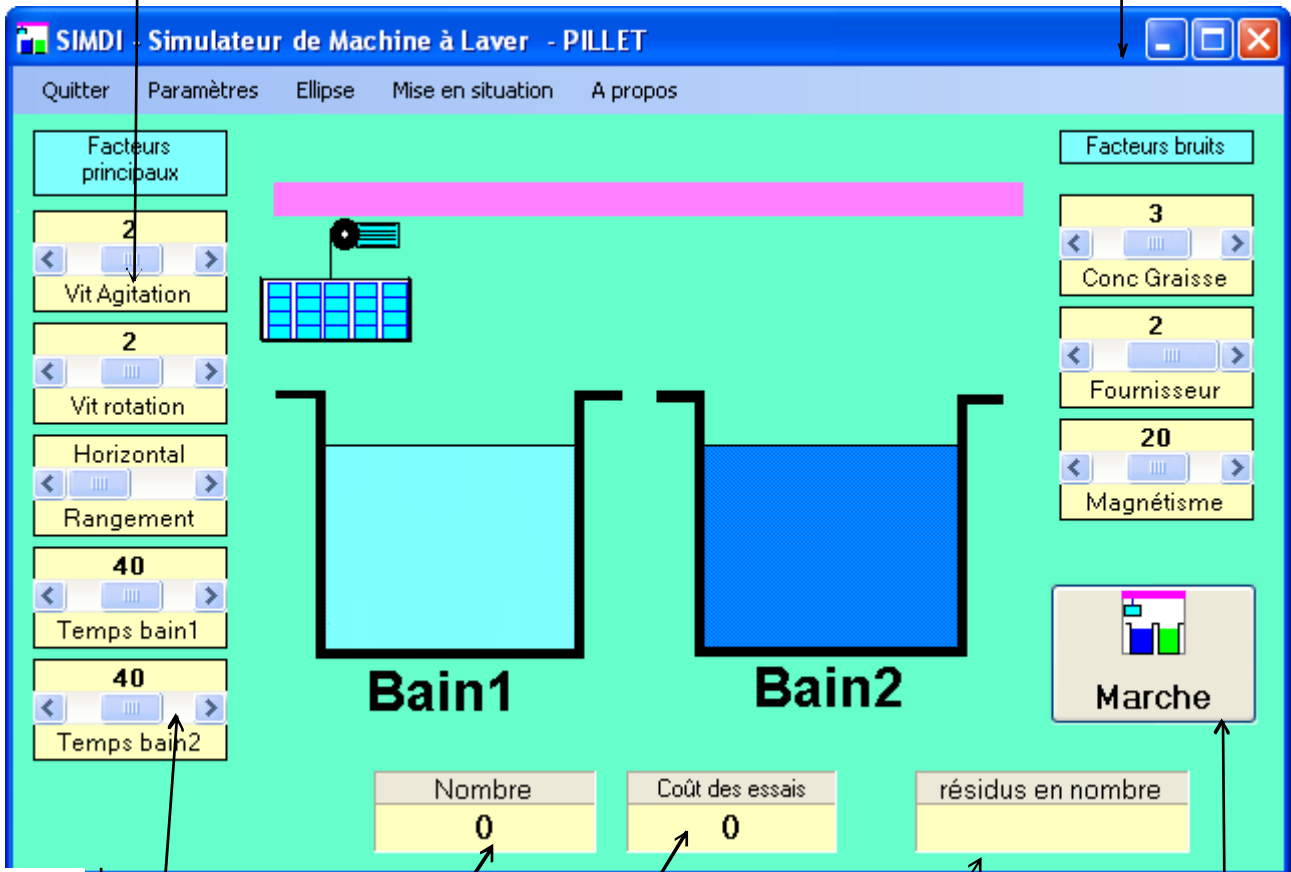 SIMDI - Simulateur de Machine à Laver - PILLET
Quitter Paramètres Ellipse Mise en situation A propos
Facteurs
principaux
2
Vit Agitation
2
Vit rotation
Horizontal
Rangement
40
Temps bain1
40
Temps bain2
Bain1
Bain2
Facteurs bruits
3
Conc Graisse
2
Fournisseur
20
Magnétisme
Marche
Nombre
0
Coût des essais
0
résidus en nombre